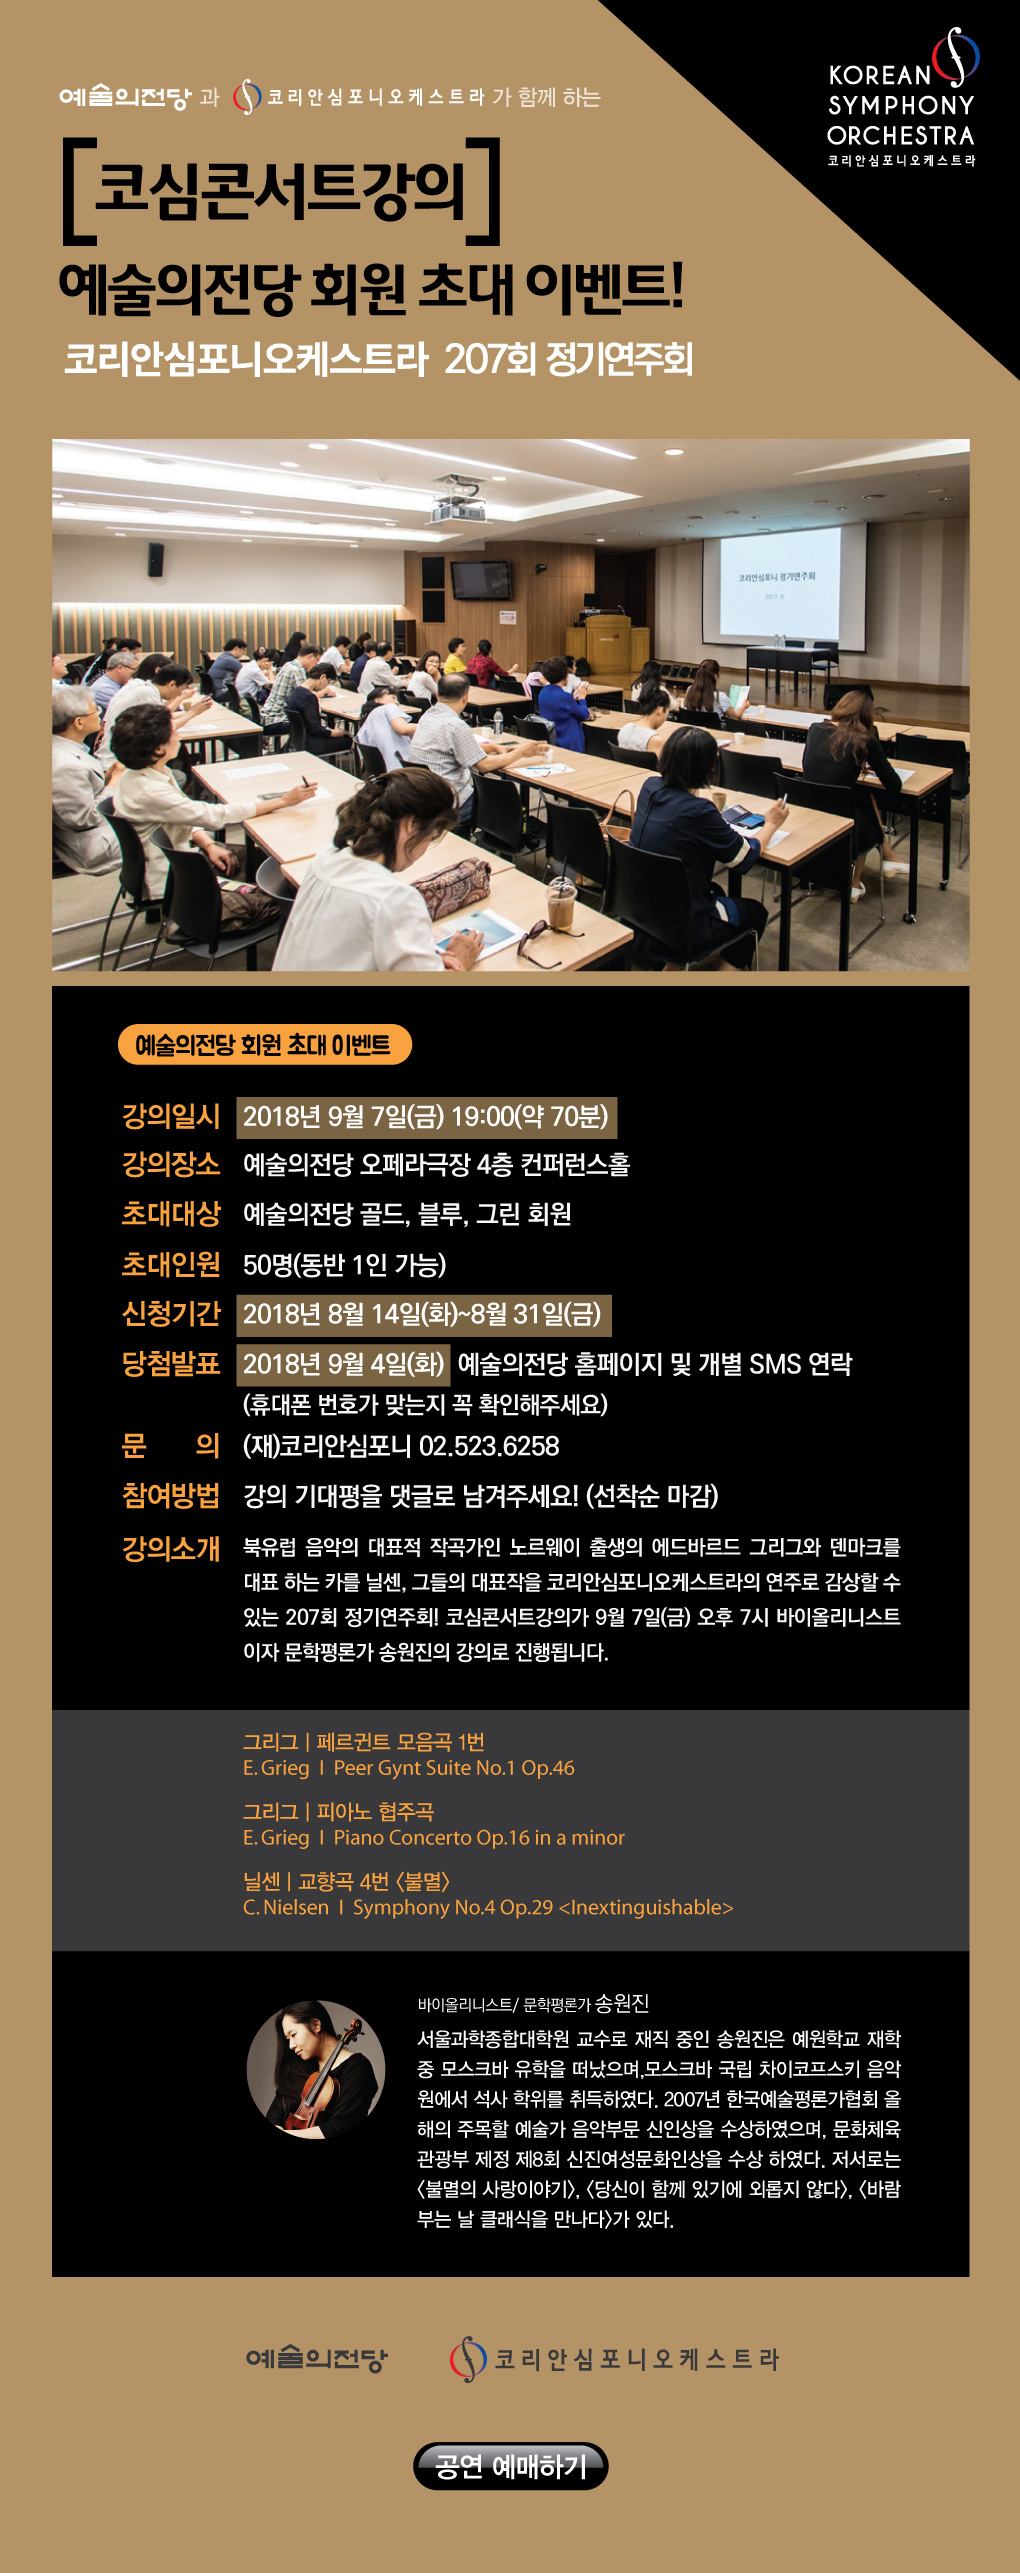 예술의전당 과 코리안심포니오케스트라 가 함께 하는
KOREAN
SYMPHONY
ORCHESTRA
코리안심포니오케스트라
[코심콘서트강의]
예술의전당 회원 초대 이벤트!
코리안심포니오케스트라 207회 정기연주회
코리안심포니 정기연주회
2017. 8.
예술의전당 회원 초대 이벤트
강의일시 2018년 9월 7일(금) 19:00(약 70분)
강의장소 예술의전당 오페라극장 4층 컨퍼런스홀
초대대상 예술의전당 골드, 블루, 그린 회원
초대인원 50명(동반 1인 가능)
신청기간 2018년 8월 14일(화)~8월 31일(금)
당첨발표 2018년 9월 4일(화) 예술의전당 홈페이지 및 개별 SMS 연락
(휴대폰 번호가 맞는지 꼭 확인해주세요)
문 의 (재)코리안심포니 02.523.6258
참여방법 강의 기대평을 댓글로 남겨주세요! (선착순 마감)
강의소개 북유럽 음악의 대표적 작곡가인 노르웨이 출생의 에드바르드 그리그와 덴마크를
대표 하는 카를 닐센, 그들의 대표작을 코리안심포니오케스트라의 연주로 감상할 수
있는 207회 정기연주회! 코심콘서트강의가 9월 7일(금) 오후 7시 바이올리니스트
이자 문학평론가 송원진의 강의로 진행됩니다.
그리그 | 페르귄트 모음곡 1번
E. Grieg I Peer Gynt Suite No.1 Op.46
그리그 | 피아노 협주곡
E. Grieg I Piano Concerto Op.16 in a minor
닐센 | 교향곡 4번 〈불멸〉
C. Nielsen I Symphony No.4 Op.29 <Inextinguishable>
바이올리니스트/ 문학평론가 송원진
서울과학종합대학원 교수로 재직 중인 송원진은 예원학교 재학
중 모스크바 유학을 떠났으며,모스크바 국립 차이코프스키 음악
원에서 석사 학위를 취득하였다. 2007년 한국예술평론가협회 올
해의 주목할 예술가 음악부문 신인상을 수상하였으며, 문화체육
관광부 제정 제8회 신진여성문화인상을 수상 하였다. 저서로는
〈불멸의 사랑이야기〉, 〈당신이 함께 있기에 외롭지 않다〉, 〈바람
부는 날 클래식을 만나다〉가 있다.
예술의전당 코리안심포니오케스트라
공연 예매하기